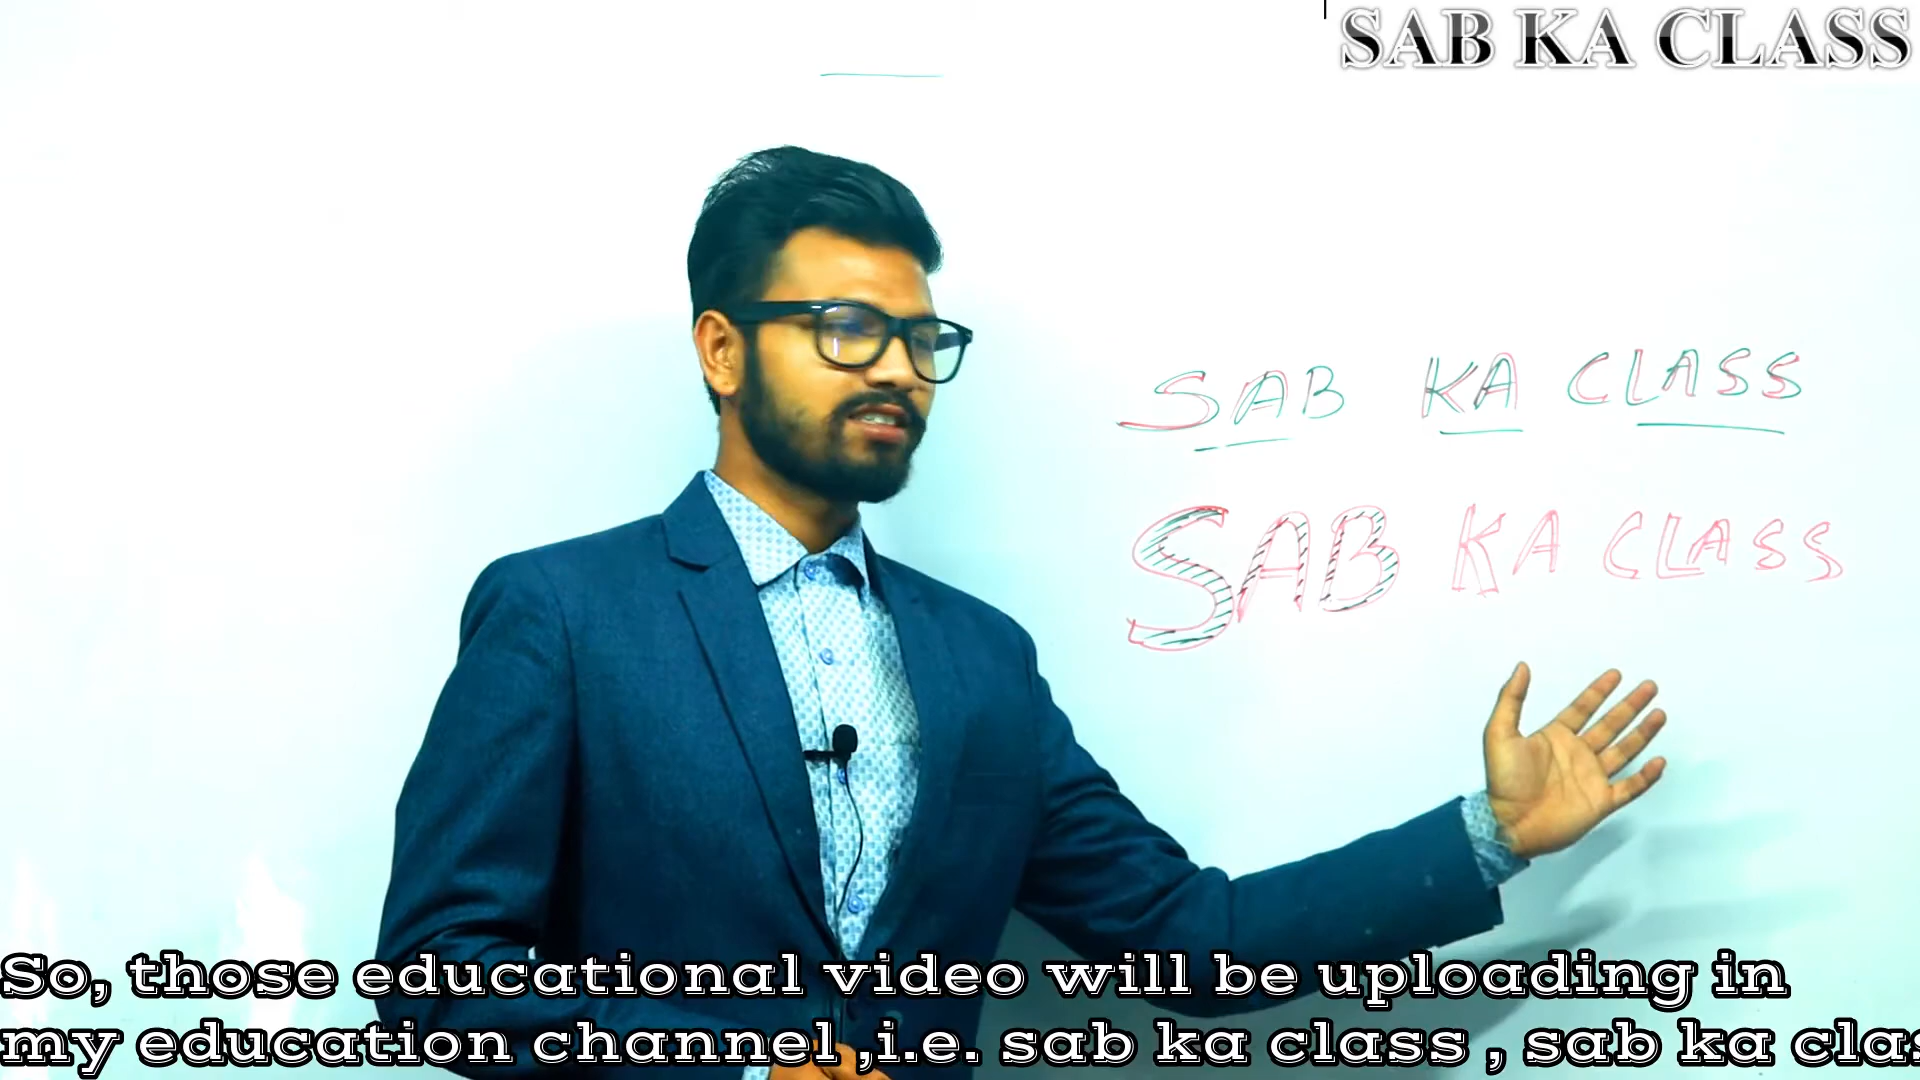 SAB KA CLASS
SAB KA CLASS
SAB KA CLASS
So, those educational video will be uploading in
my education channel ,i.e. sab ka class , sab ka clas